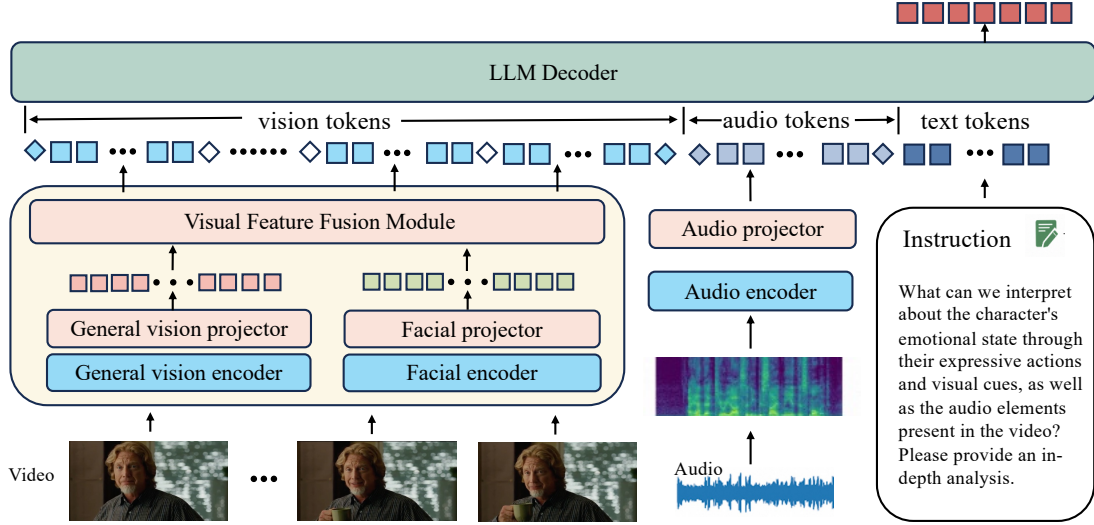 LLM Decoder
vision tokens
audio tokens
text tokens
Visual Feature Fusion Module
General vision projector
Facial projector
General vision encoder
Facial encoder
Video
Audio projector
Audio encoder
Audio
Instruction
What can we interpret
about the character's
emotional state through
their expressive actions
and visual cues, as well
as the audio elements
present in the video?
Please provide an in-
depth analysis.